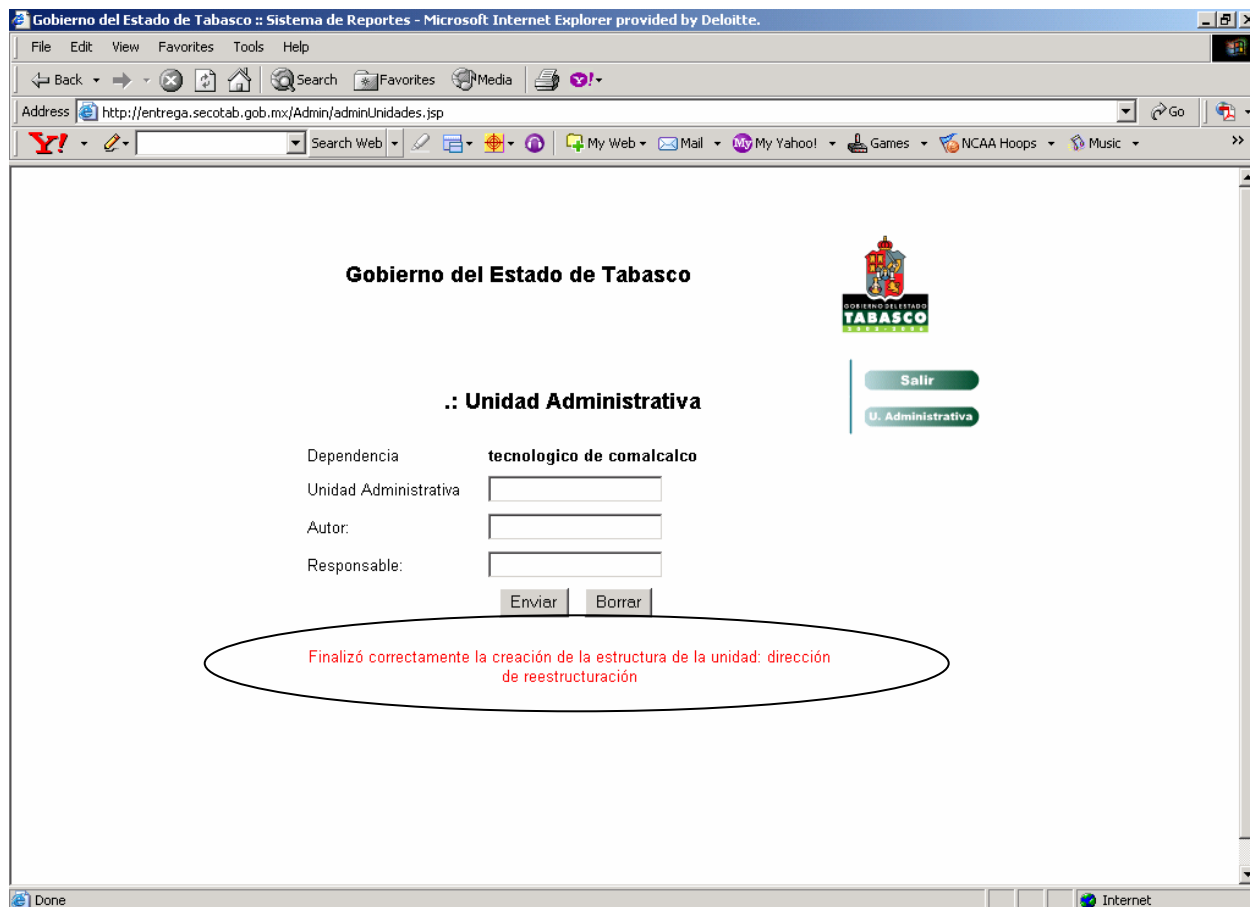 Gobierno del Estado de Tabasco :: Sistema de Reportes - Microsoft Internet Explorer provided by Deloitte.
File Edit View Favorites Tools Help
Back Search Favorites Media
Address http://entrega.secotab.gob.mx/Admin/adminUnidades.jsp Go
Y! Search Web My Web Mail My Yahoo! Games NCAA Hoops Music >>
Gobierno del Estado de Tabasco
GOBIERNO DEL ESTADO
TABASCO
Salir
.: Unidad Administrativa
U. Administrativa
Dependencia tecnologico de comalcalco
Unidad Administrativa
Autor:
Responsable:
Enviar Borrar
Finalizó correctamente la creación de la estructura de la unidad: dirección
de reestructuración
Done Internet